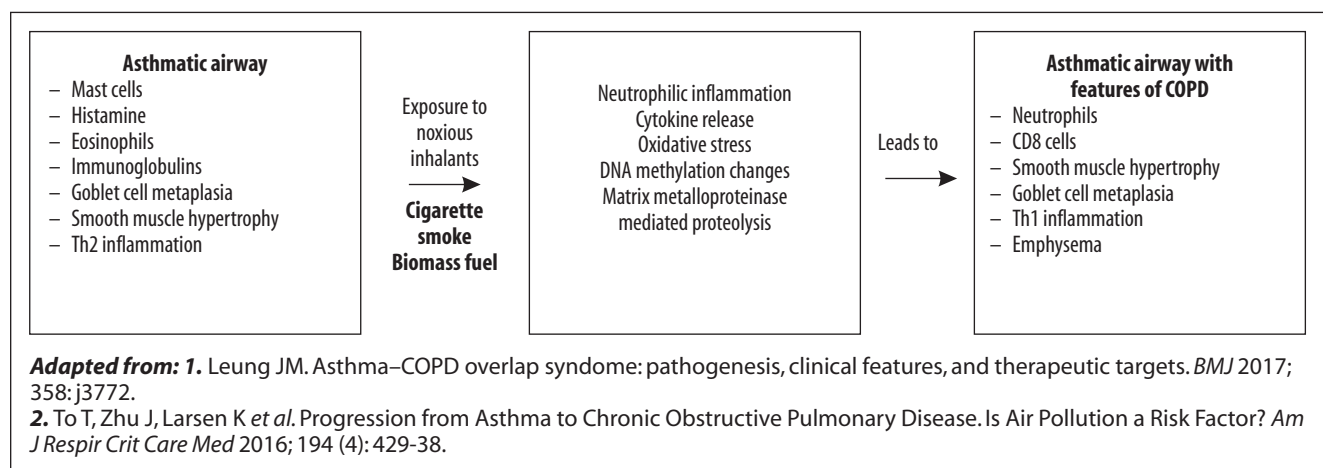 Asthmatic airway
– Mast cells
– Histamine
– Eosinophils
– Immunoglobulins
– Goblet cell metaplasia
– Smooth muscle hypertrophy
– Th2 inflammation
Exposure to
noxious
inhalants
Cigarette
smoke
Biomass fuel
Neutrophilic inflammation
Cytokine release
Oxidative stress
DNA methylation changes
Matrix metalloproteinase
mediated proteolysis
Leads to
Asthmatic airway with
features of COPD
– Neutrophils
– CD8 cells
– Smooth muscle hypertrophy
– Goblet cell metaplasia
– Th1 inflammation
– Emphysema
Adapted from: 1. Leung JM. Asthma–COPD overlap syndome: pathogenesis, clinical features, and therapeutic targets. BMJ 2017;
358: j3772.
2. To T, Zhu J, Larsen K et al. Progression from Asthma to Chronic Obstructive Pulmonary Disease. Is Air Pollution a Risk Factor? Am
J Respir Crit Care Med 2016; 194 (4): 429-38.